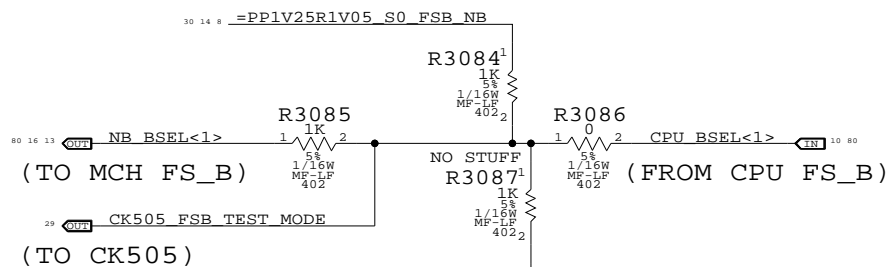 30 14 8 =PP1V25R1V05_S0_FSB_NB
R3084 1
1K
5%
1/16W
MF-LF
402 2
R3085
1 1K 2
5%
1/16W
MF-LF
402
R3086
1 0 2
5%
1/16W
MF-LF
402
80 16 13 OUT NB_BSEL<1>
CPU_BSEL<1> IN 10 80
(TO MCH FS_B)
(FROM CPU FS_B)
NO STUFF
R3087 1
1K
5%
1/16W
MF-LF
402 2
29 OUT CK505_FSB_TEST_MODE
(TO CK505)